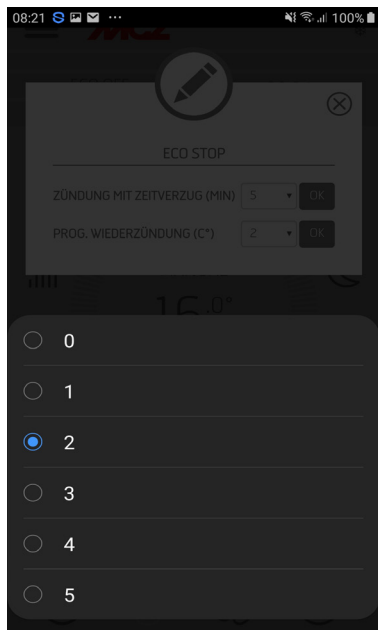 08:21
100%
MCZ
ECO STOP
ZÜNDUNG MIT ZEITVERZUG (MIN) 5 OK
PROG. WIEDERZÜNDUNG (C°) 2 OK
16.0°
0
1
2
3
4
5